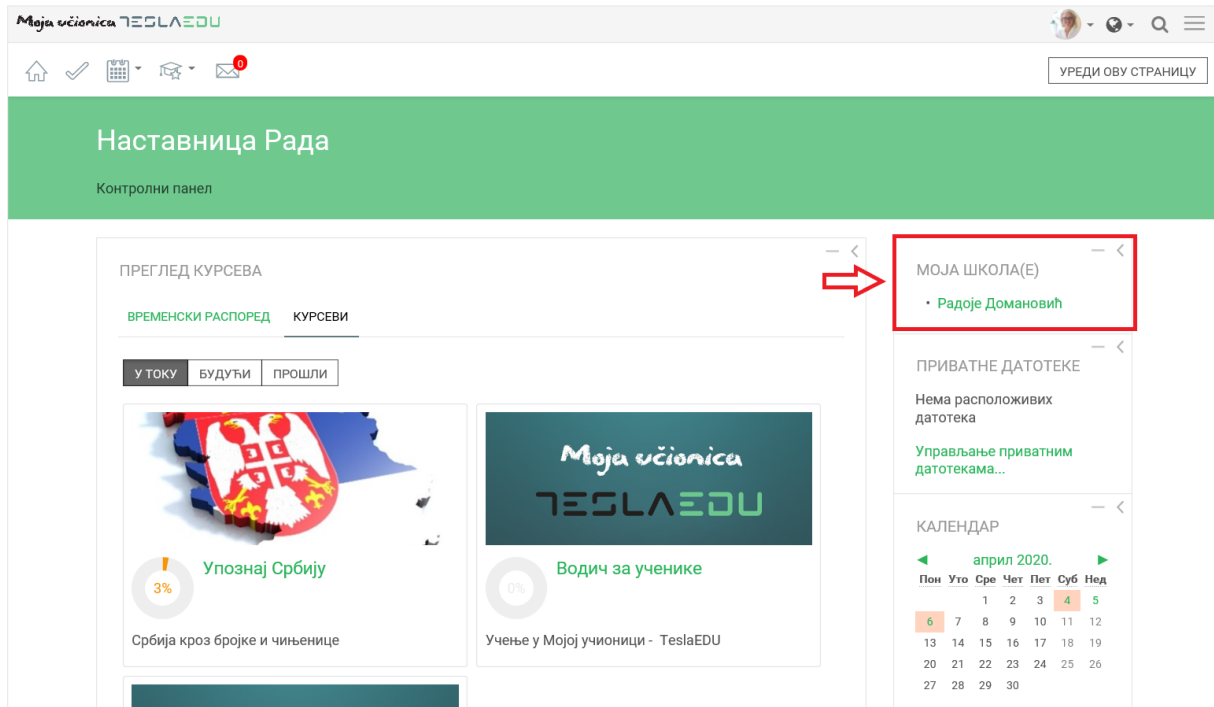 Moja učionica TESLAEDU
0
УРЕДИ ОВУ СТРАНИЦУ
Наставница Рада
Контролни панел
ПРЕГЛЕД КУРСЕВА
ВРЕМЕНСКИ РАСПОРЕД КУРСЕВИ
У ТОКУ БУДУЋИ ПРОШЛИ
3%
Упознај Србију
Србија кроз бројке и чињенице
Moja učionica
TESLAEDU
0%
Водич за ученике
Учење у Мојој учионици - TeslaEDU
МОЈА ШКОЛА(Е)
• Радоје Домановић
ПРИВАТНЕ ДАТОТЕКЕ
Нема расположивих
датотека
Управљање приватним
датотекама...
КАЛЕНДАР
◄ април 2020. ►
Пон Уто Сре Чет Пет Суб Нед
1 2 3 4 5
6 7 8 9 10 11 12
13 14 15 16 17 18 19
20 21 22 23 24 25 26
27 28 29 30